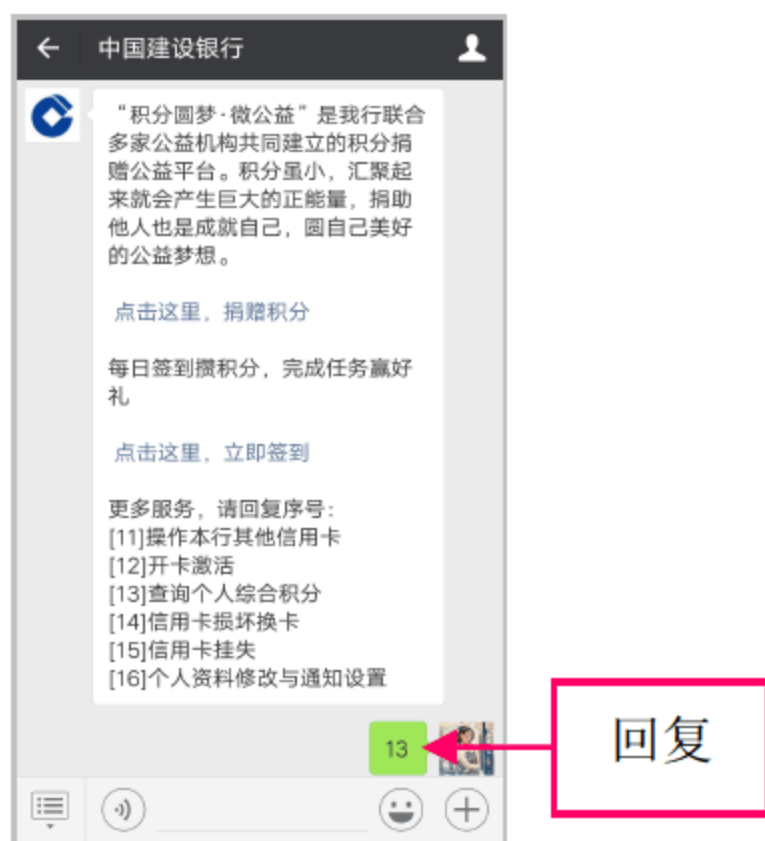 中国建设银行
“积分圆梦·微公益”是我行联合
多家公益机构共同建立的积分捐
赠公益平台。积分虽小，汇聚起
来就会产生巨大的正能量，捐助
他人也是成就自己，圆自己美好
的公益梦想。
点击这里，捐赠积分
每日签到攒积分，完成任务赢好
礼
点击这里，立即签到
更多服务，请回复序号：
[11]操作本行其他信用卡
[12]开卡激活
[13]查询个人综合积分
[14]信用卡损坏换卡
[15]信用卡挂失
[16]个人资料修改与通知设置
13
回复